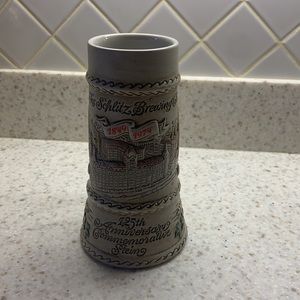 Schlitz Brewing
1849 1974
125th
Anniversary
Commemorative
Stein